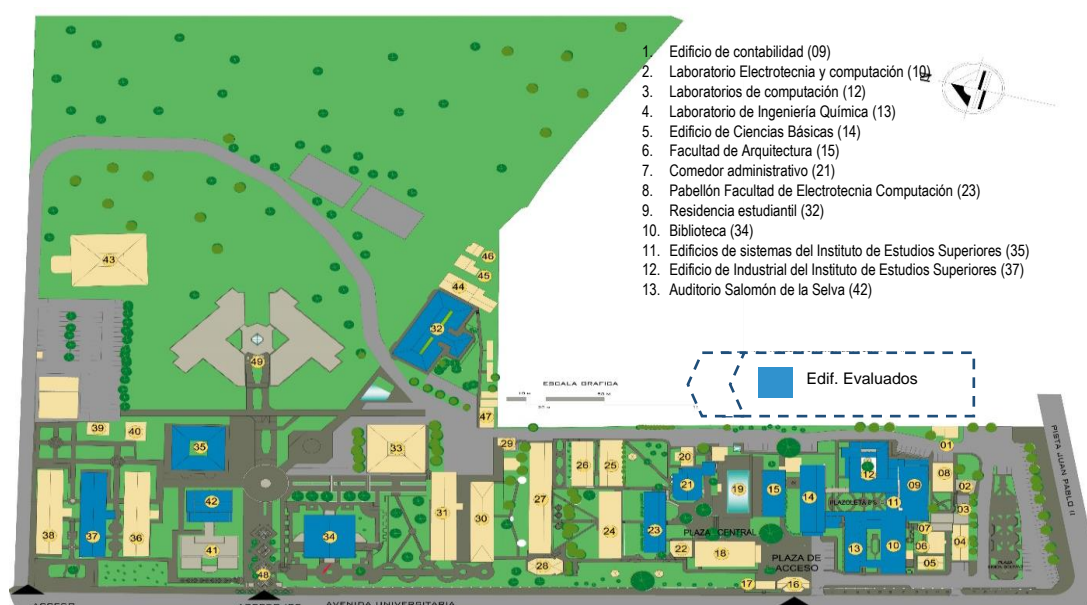 1. Edificio de contabilidad (09)
2. Laboratorio Electrotecnia y computación (10)
3. Laboratorios de computación (12)
4. Laboratorio de Ingeniería Química (13)
5. Edificio de Ciencias Básicas (14)
6. Facultad de Arquitectura (15)
7. Comedor administrativo (21)
8. Pabellón Facultad de Electrotecnia Computación (23)
9. Residencia estudiantil (32)
10. Biblioteca (34)
11. Edificios de sistemas del Instituto de Estudios Superiores (35)
12. Edificio de Industrial del Instituto de Estudios Superiores (37)
13. Auditorio Salomón de la Selva (42)
Edif. Evaluados
ESCALA GRAFICA
10 M 50 M
43
46
45
44
32
49
47
39 40
35
33
29
01
38 37 36
42
41
34
31 30
27
26 25
24
23
28
20
21
19
15
14
12
09
08
02
03
PLAZOLETA
11
PLAZA CENTRAL
22 18
13 10
07
06
05
04
PLAZA DE
ACCESO
17 16
48
PISTA JUAN PABLO II
PLAZA
ACCESO
AVENIDA UNIVERSITARIA